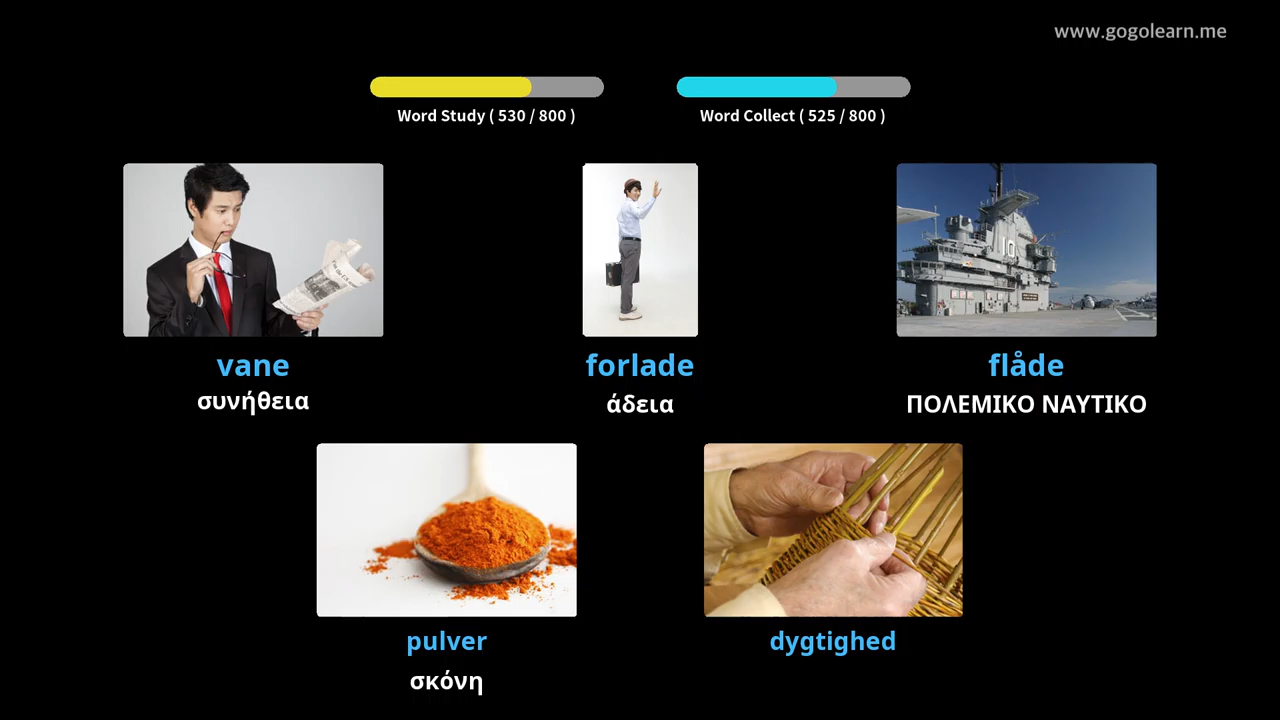 www.gogolearn.me
Word Study ( 530 / 800 )
Word Collect ( 525 / 800 )
16
vane
συνήθεια
forlade
άδεια
flåde
ΠΟΛΕΜΙΚΟ ΝΑΥΤΙΚΟ
pulver
σκόνη
dygtighed